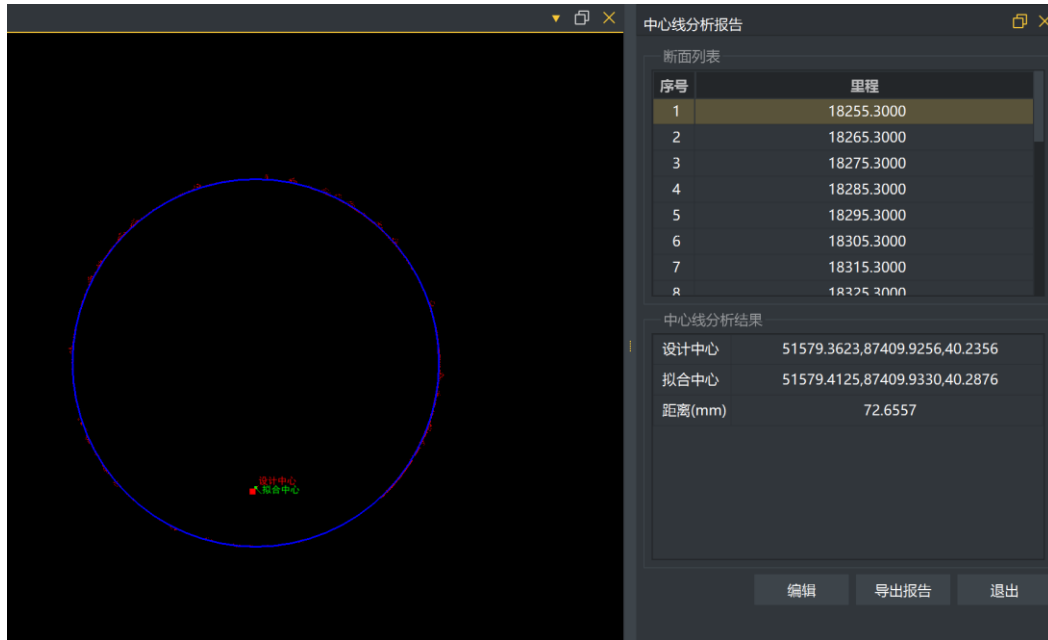 中心线分析报告
断面列表
序号 里程
1 18255.3000
2 18265.3000
3 18275.3000
4 18285.3000
5 18295.3000
6 18305.3000
7 18315.3000
8 18325.3000
设计中心
拟合中心
中心线分析结果
设计中心 51579.3623,87409.9256,40.2356
拟合中心 51579.4125,87409.9330,40.2876
距离(mm) 72.6557
编辑 导出报告 退出